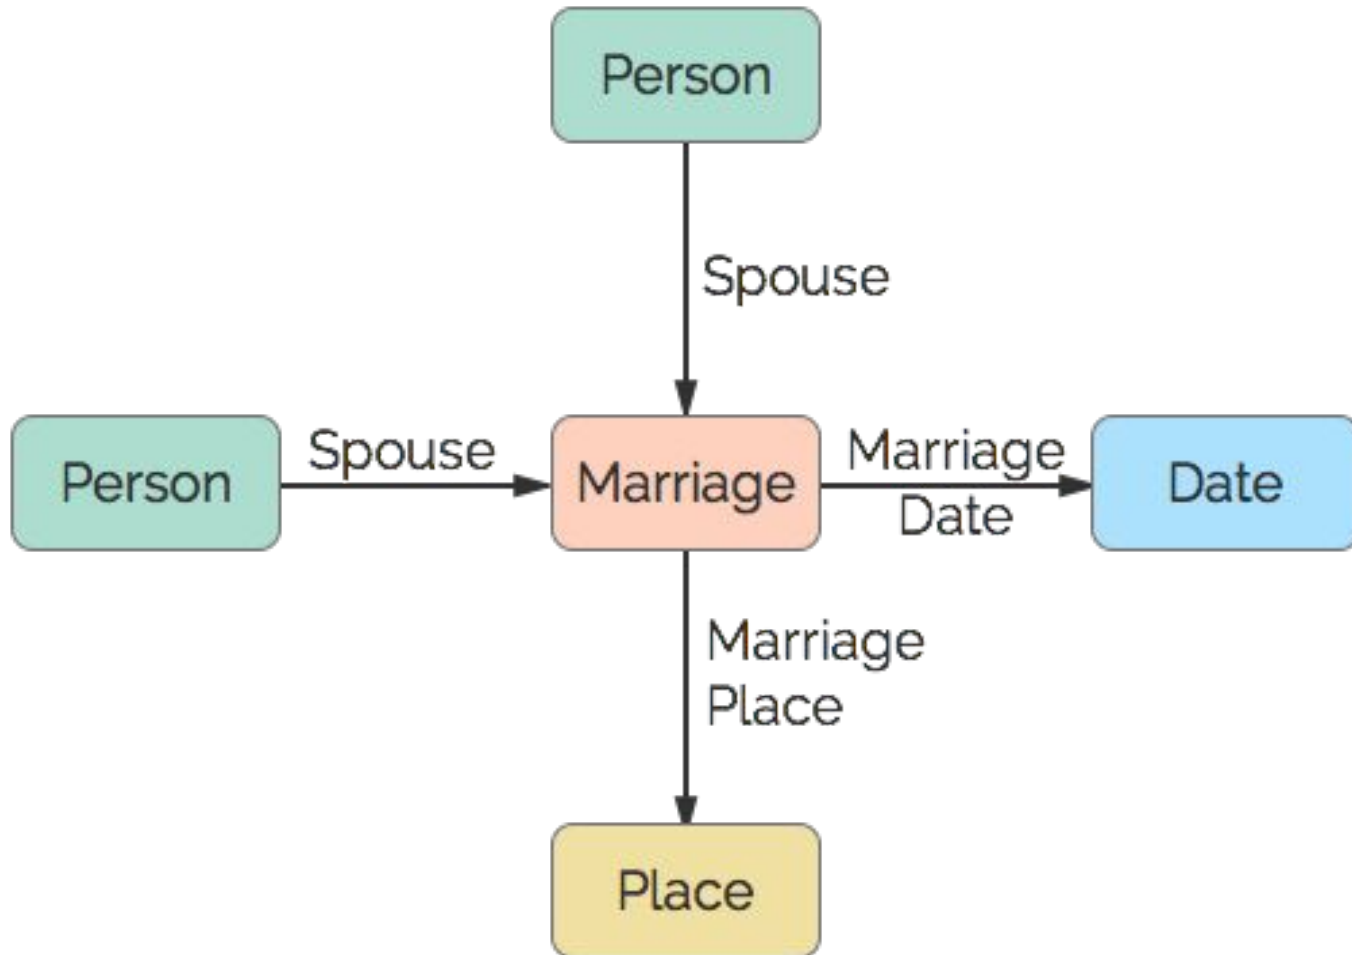 Person
Spouse
Person
Spouse
Marriage
Marriage
Date
Date
Marriage
Place
Place